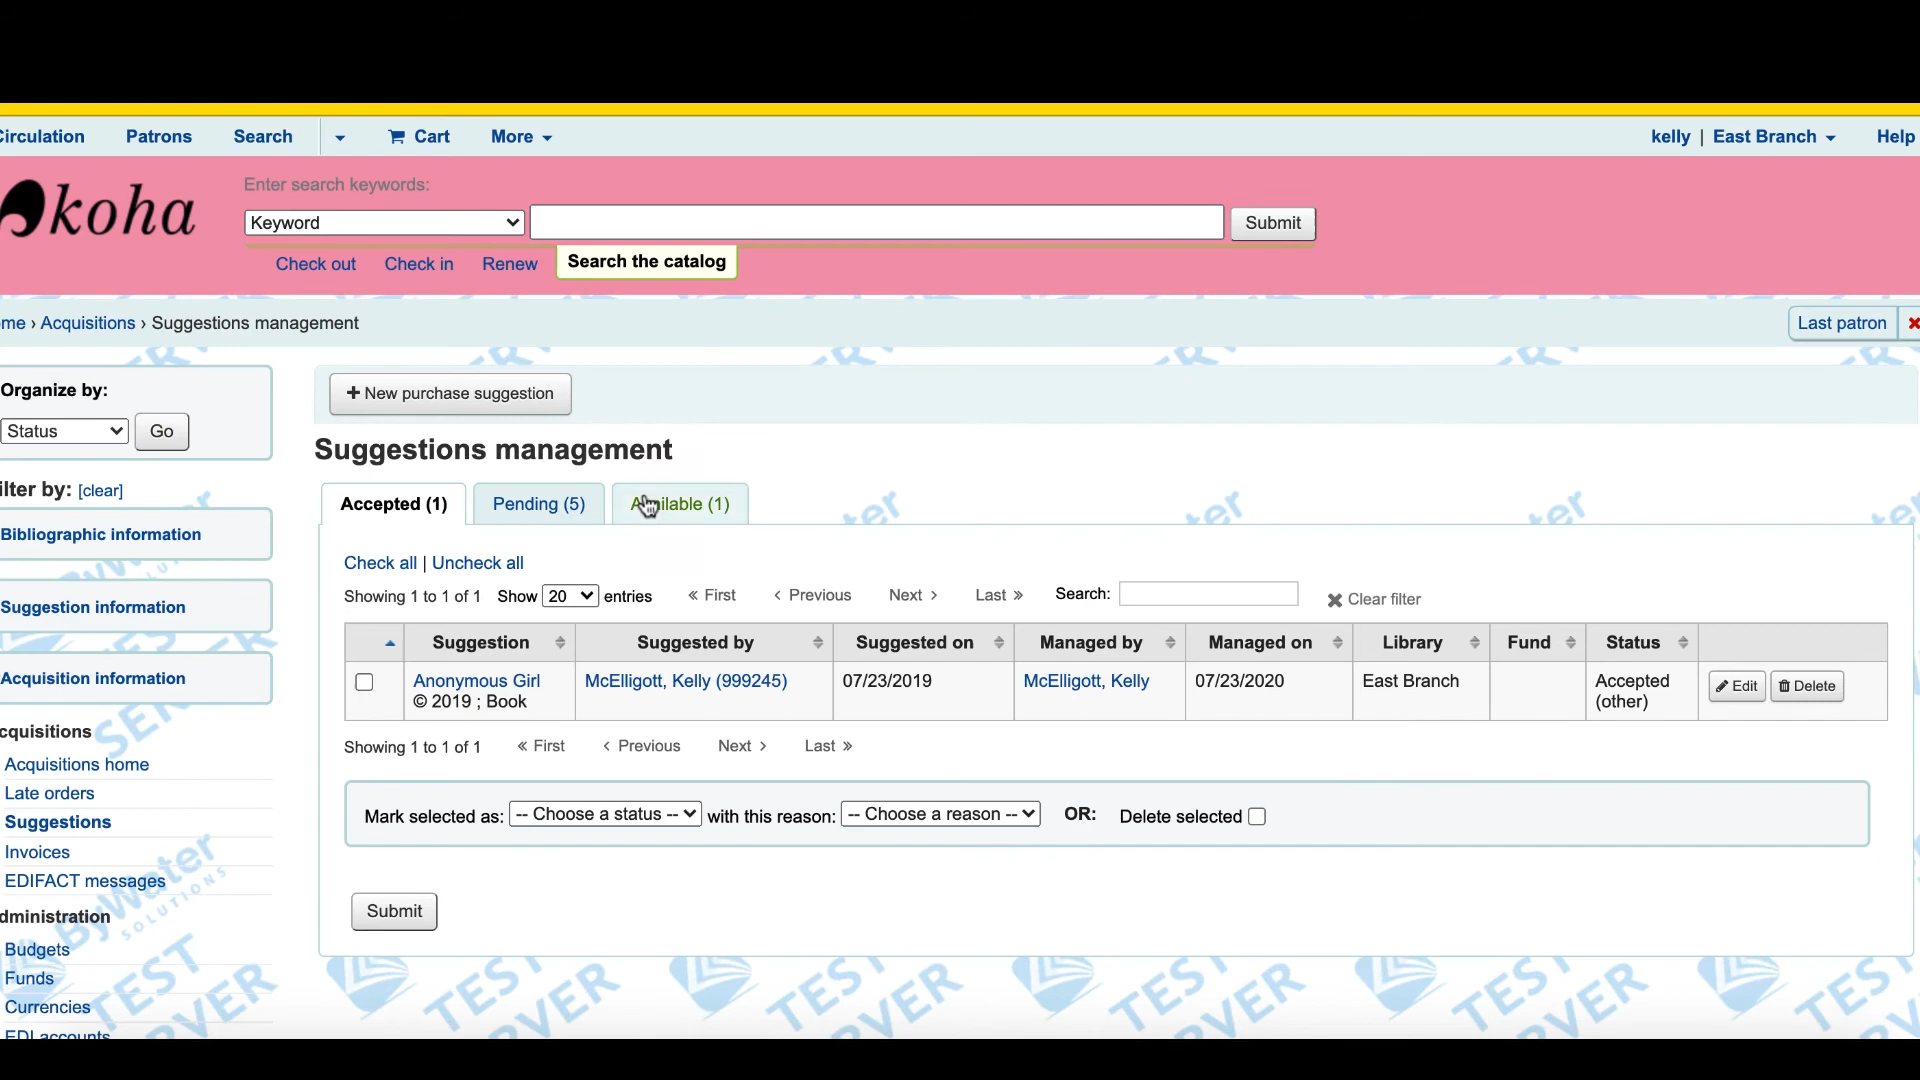 Circulation Patrons Search Cart More kelly | East Branch Help
koha
Enter search keywords:
Keyword Submit
Check out Check in Renew Search the catalog
me › Acquisitions › Suggestions management Last patron
Organize by:
Status Go
+ New purchase suggestion
Suggestions management
ilter by: [clear]
Accepted (1) Pending (5) Available (1)
Bibliographic information
Check all | Uncheck all
Showing 1 to 1 of 1 Show 20 entries « First ‹ Previous Next › Last » Search: Clear filter
Suggestion information
Suggestion Suggested by Suggested on Managed by Managed on Library Fund Status
Acquisition information
Anonymous Girl McElligott, Kelly (999245) 07/23/2019 McElligott, Kelly 07/23/2020 East Branch Accepted Edit Delete
© 2019 ; Book (other)
cquisitions
Showing 1 to 1 of 1 « First ‹ Previous Next › Last »
Acquisitions home
Late orders
Mark selected as: -- Choose a status -- with this reason: -- Choose a reason -- OR: Delete selected
Suggestions
Invoices
EDIFACT messages
dministration
Submit
Budgets
Funds
Currencies
EDI accounts
ByWater
SOLUTIONS
TEST
SERVER